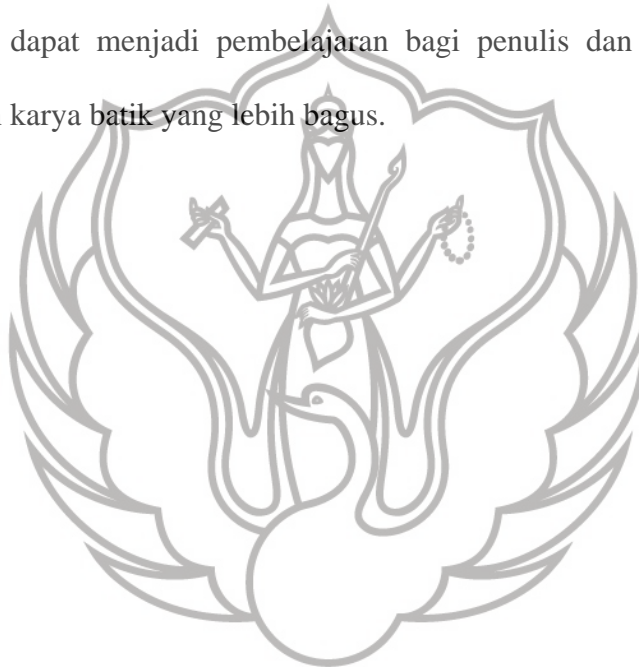 dapat menjadi pembelajaran bagi penulis dan
karya batik yang lebih bagus.